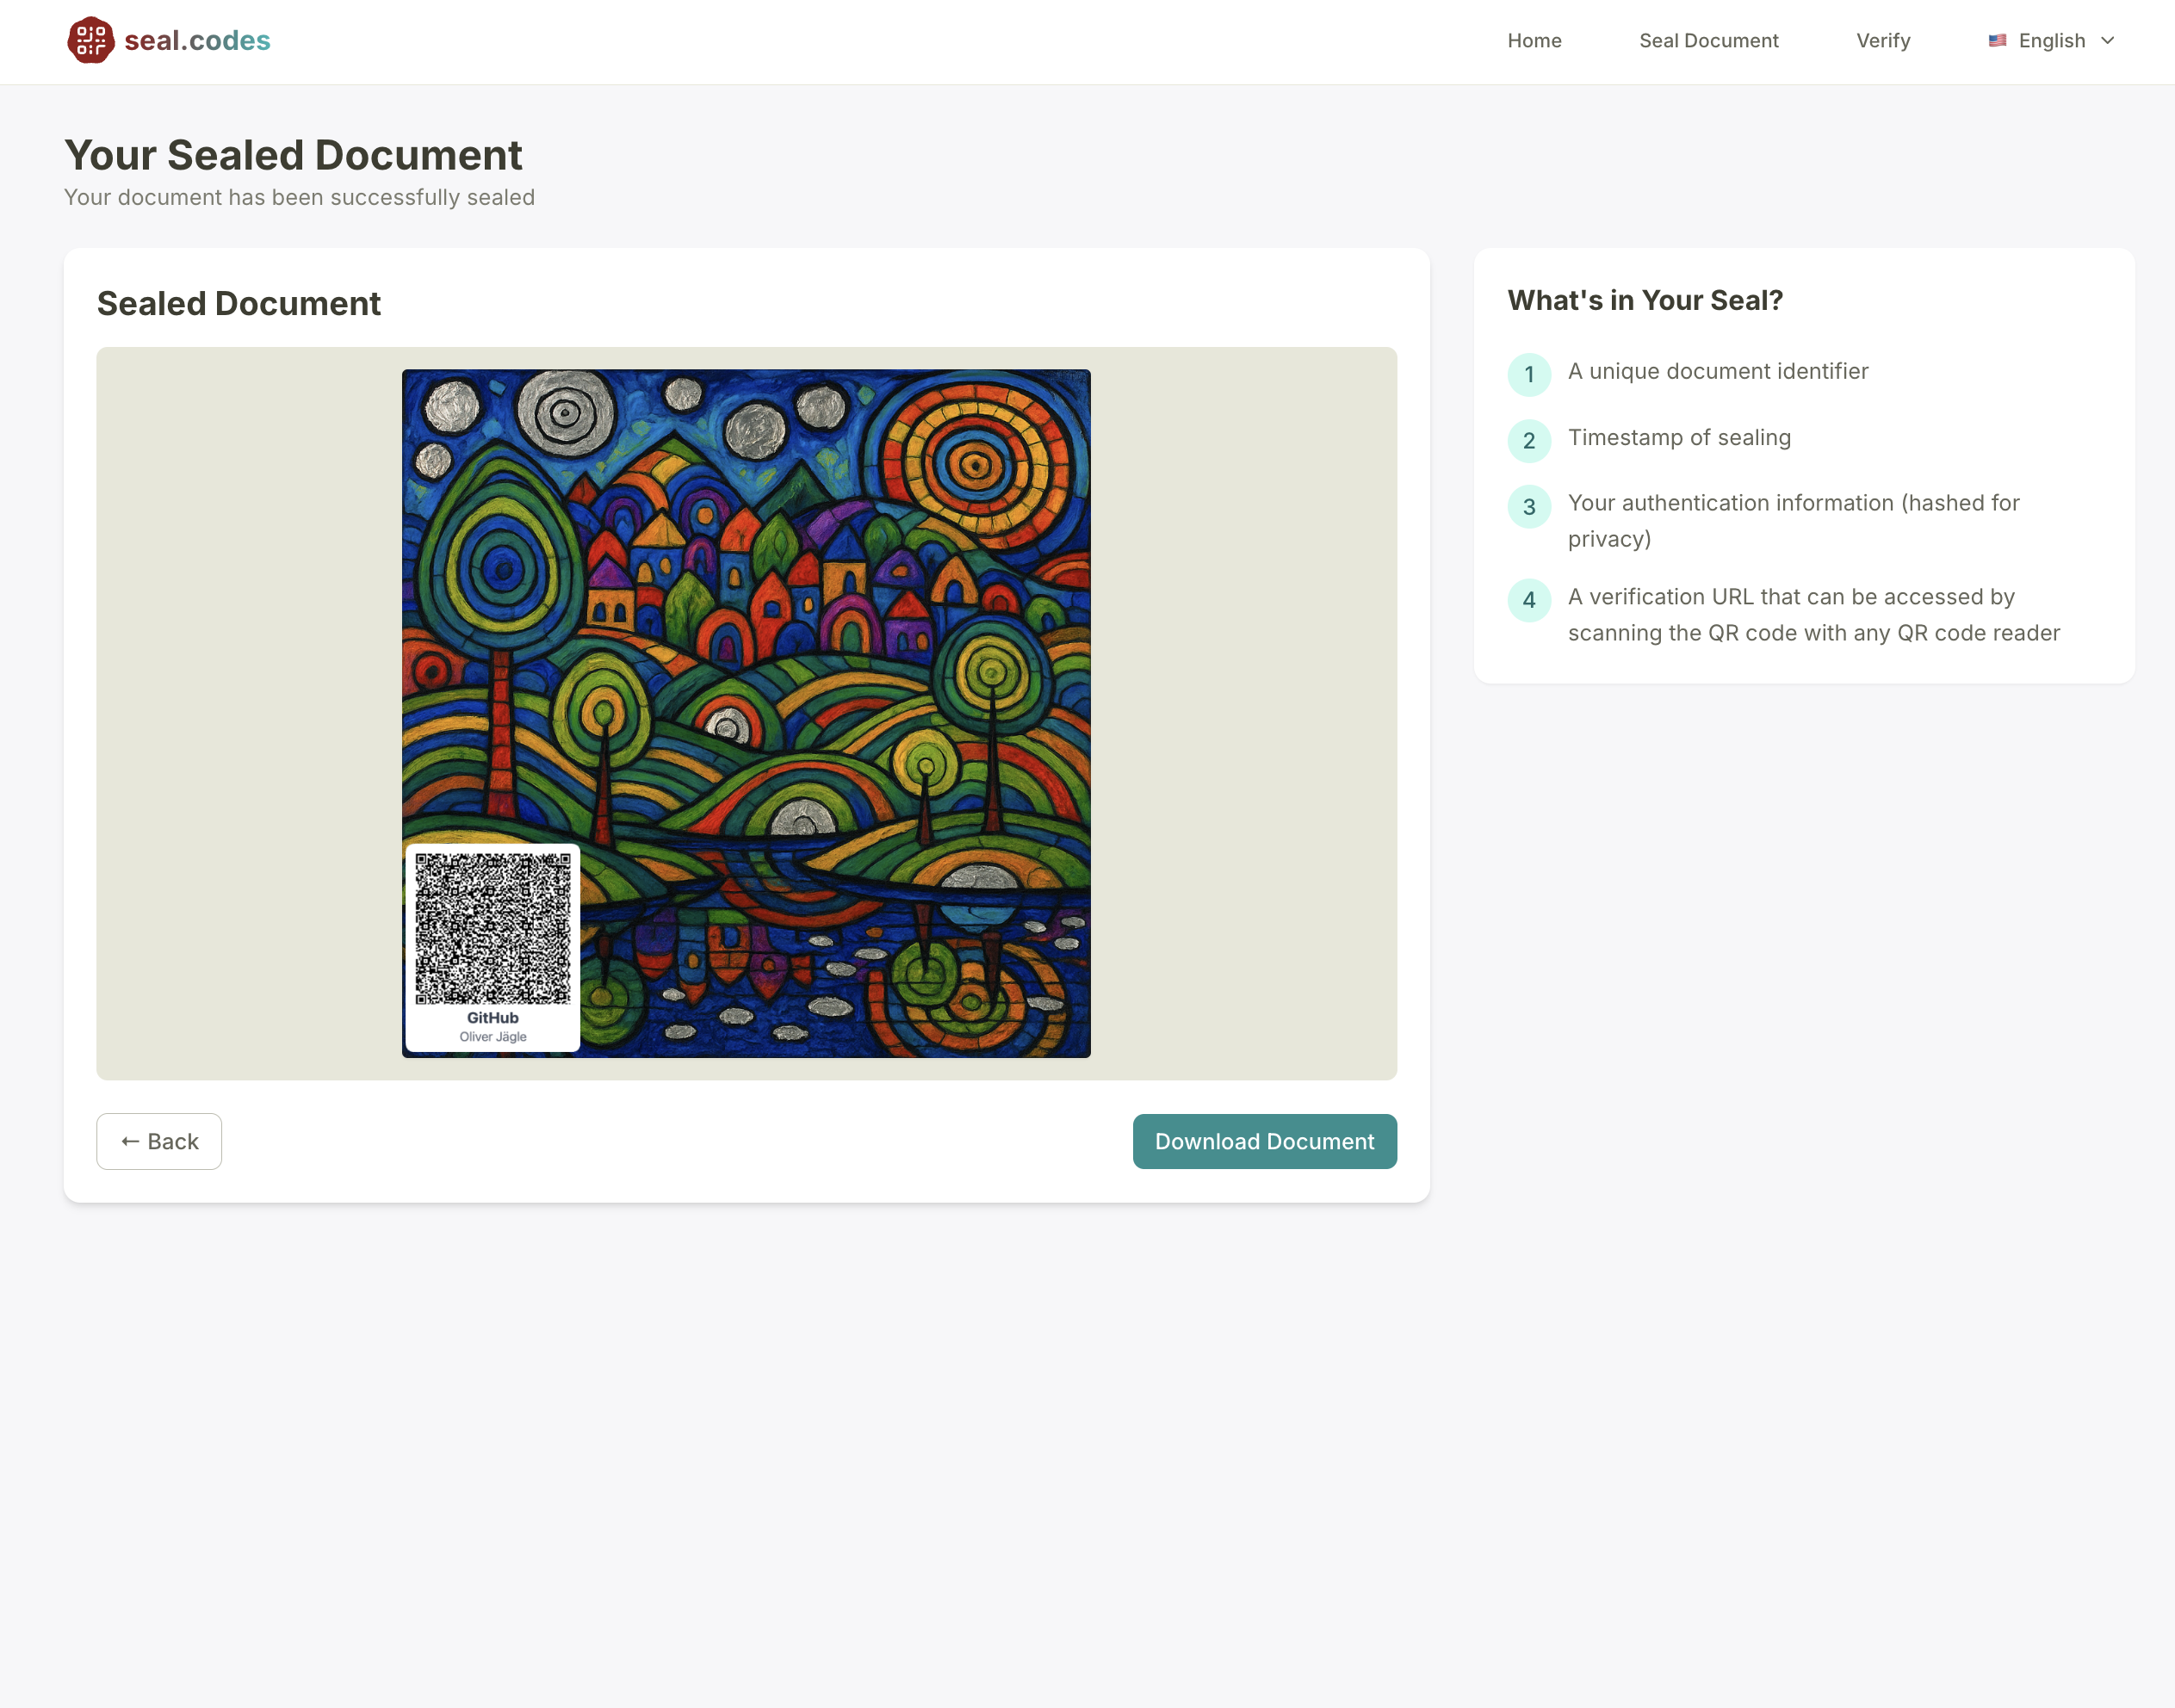 seal.codes
Home
Seal Document
Verify
English
Your Sealed Document
Your document has been successfully sealed
Sealed Document
GitHub
Oliver Jägle
← Back
Download Document
What's in Your Seal?
1
A unique document identifier
2
Timestamp of sealing
3
Your authentication information (hashed for
privacy)
4
A verification URL that can be accessed by
scanning the QR code with any QR code reader